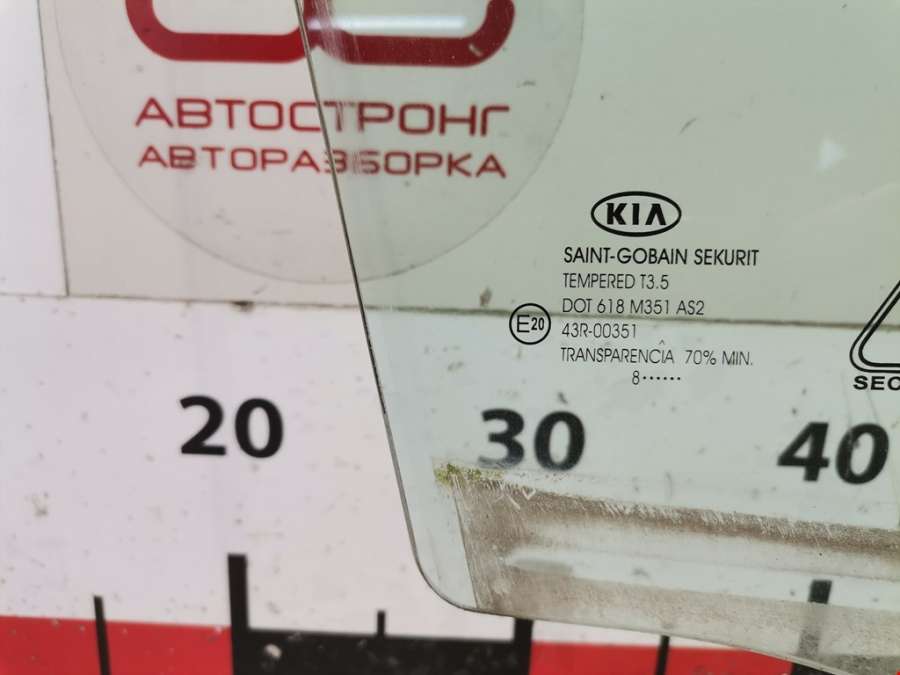 АВТОСТРОНГ
АВТОРАЗБОРКА
KIA
SAINT-GOBAIN SEKURIT
TEMPERED T3.5
DOT 618 M351 AS2
E20
43R-00351
TRANSPARENCÎA 70% MIN.
8······
SEC
20
30
40